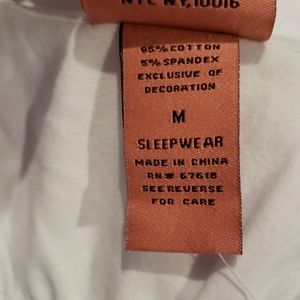 NYC NY, 10016
95% COTTON
5% SPANDEX
EXCLUSIVE OF
DECORATION
M
SLEEPWEAR
MADE IN CHINA
RN# 67618
SEE REVERSE
FOR CARE